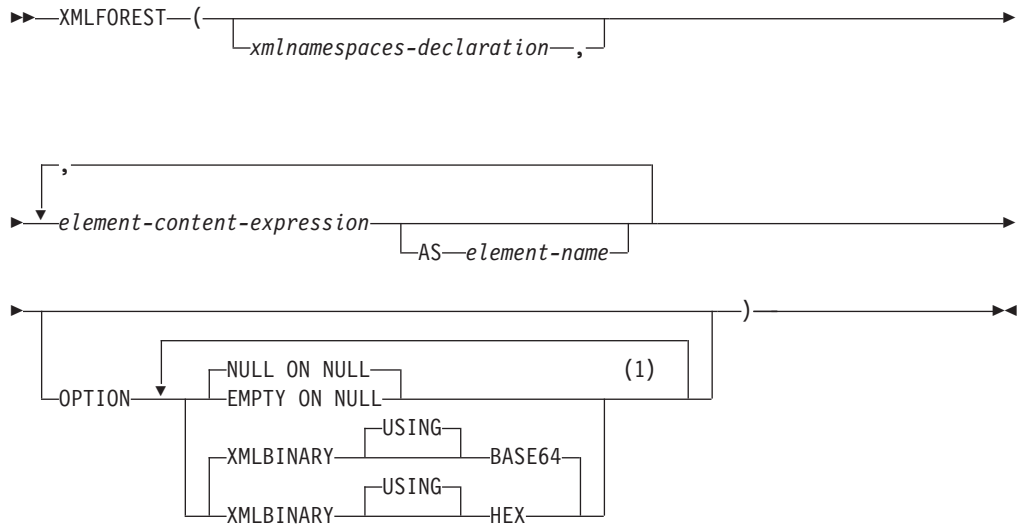 XMLFOREST (
xmlnamespaces-declaration ,
,
element-content-expression
AS element-name
)
NULL ON NULL (1)
OPTION EMPTY ON NULL
USING
XMLBINARY BASE64
USING
XMLBINARY HEX